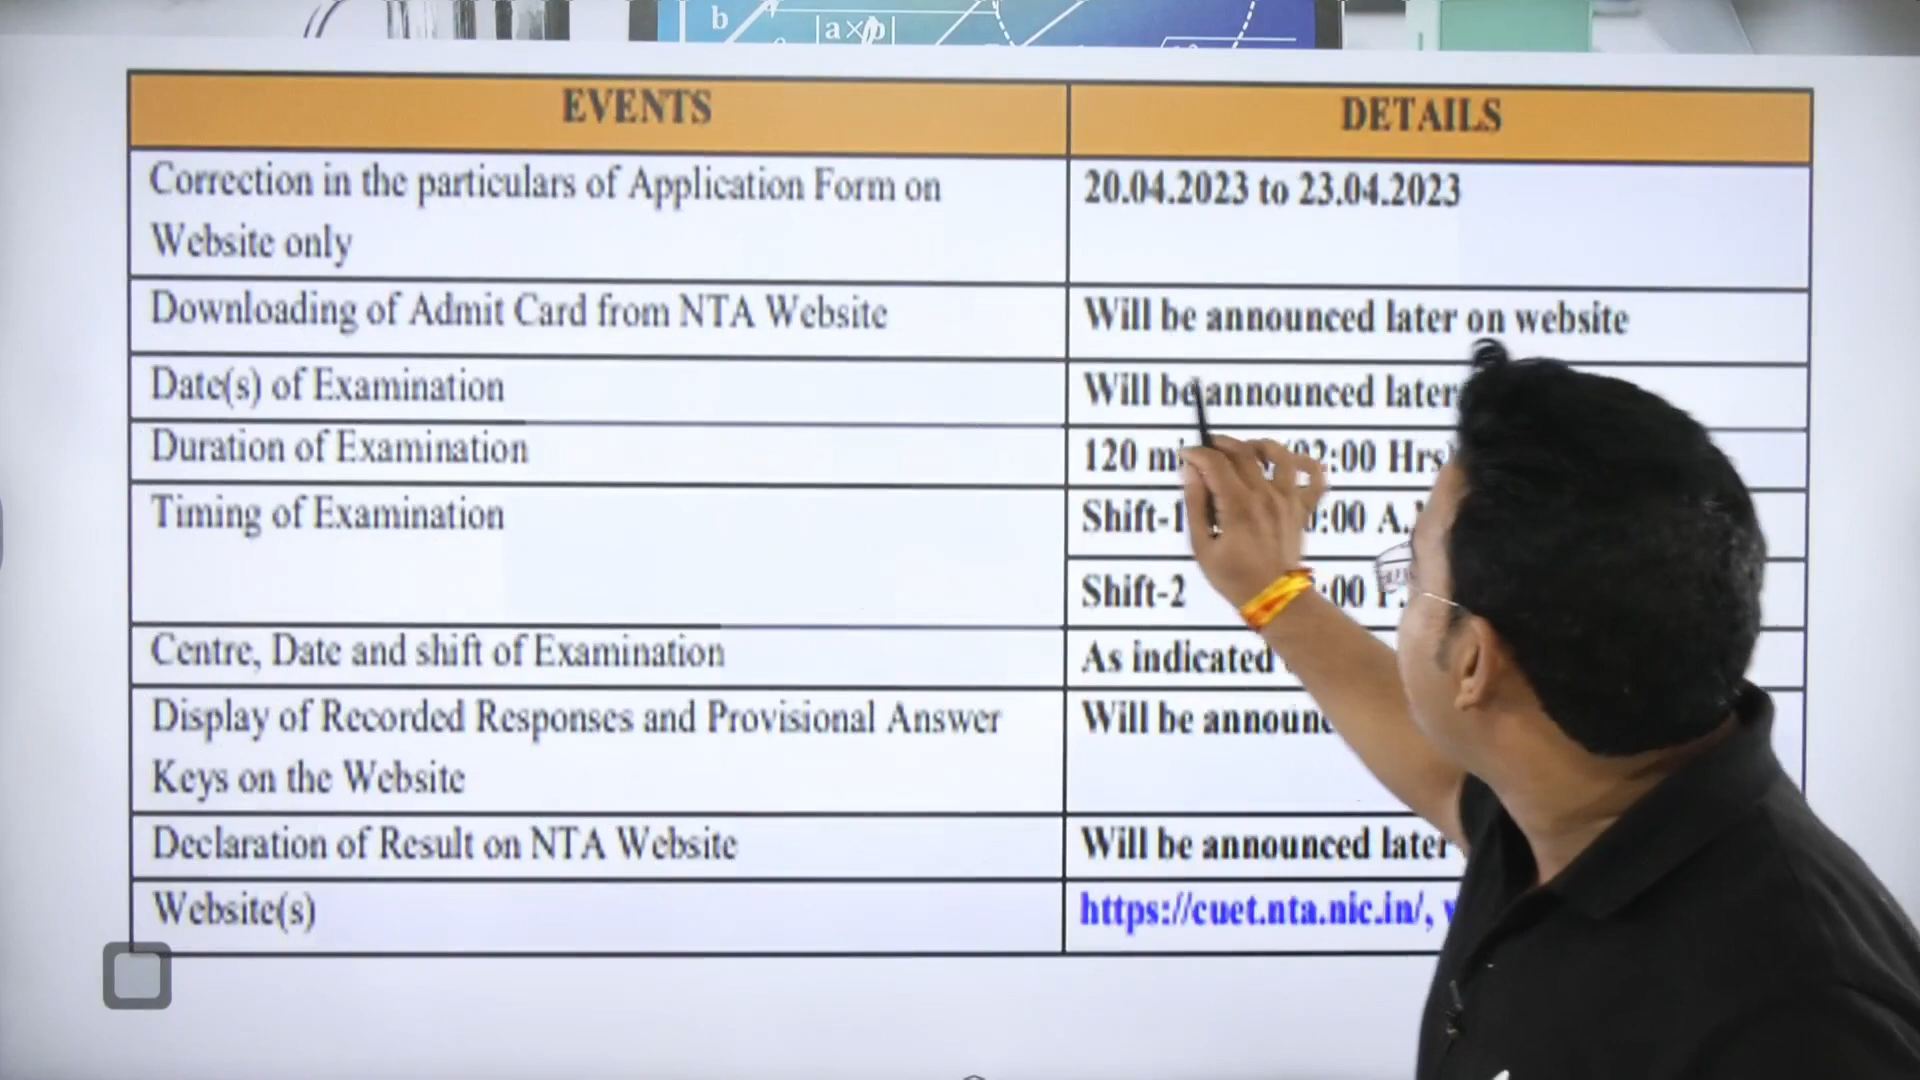 b
|a×b|
EVENTS
DETAILS
Correction in the particulars of Application Form on
Website only
20.04.2023 to 23.04.2023
Downloading of Admit Card from NTA Website
Will be announced later on website
Date(s) of Examination
Will be announced later
Duration of Examination
120 :00 Hrs
Timing of Examination
Shift-1 :00 A.
Shift-2 :00 P.
Centre, Date and shift of Examination
As indicated
Display of Recorded Responses and Provisional Answer
Keys on the Website
Will be
Declaration of Result on NTA Website
Will be announced later
Website(s)
https://cuet.nta.nic.in/,